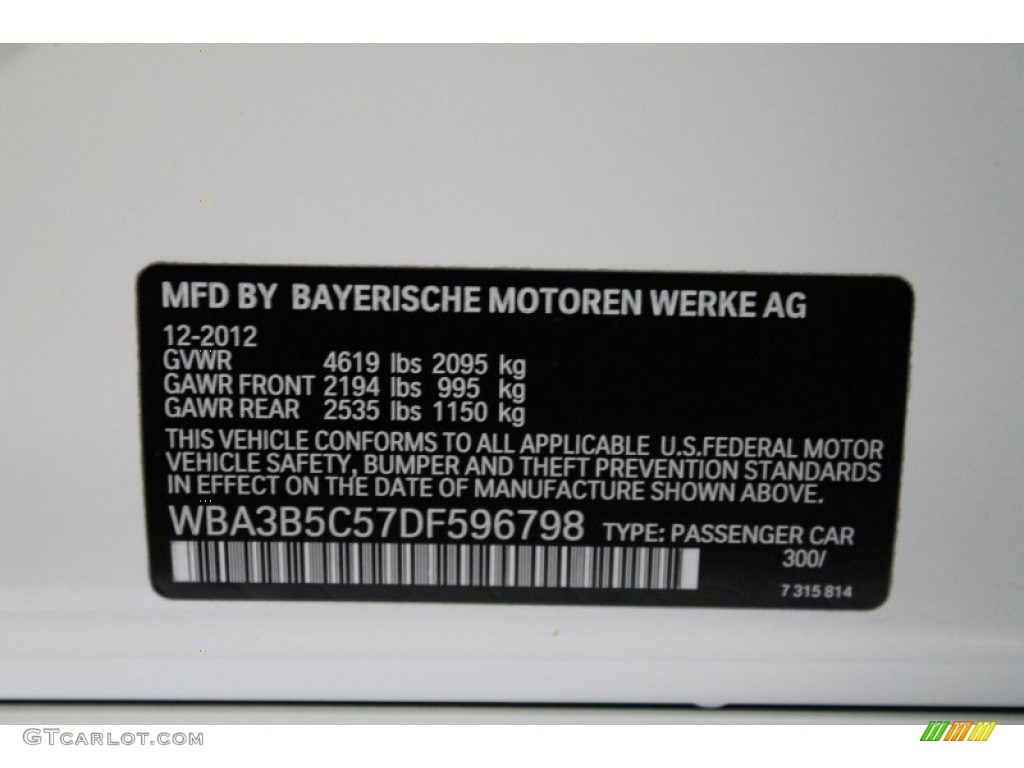 MFD BY BAYERISCHE MOTOREN WERKE AG
12-2012
GVWR 4619 lbs 2095 kg
GAWR FRONT 2194 lbs 995 kg
GAWR REAR 2535 lbs 1150 kg
THIS VEHICLE CONFORMS TO ALL APPLICABLE U.S.FEDERAL MOTOR
VEHICLE SAFETY, BUMPER AND THEFT PREVENTION STANDARDS
IN EFFECT ON THE DATE OF MANUFACTURE SHOWN ABOVE.
WBA3B5C57DF596798 TYPE: PASSENGER CAR
300/
7 315 814
GTCARLOT.COM